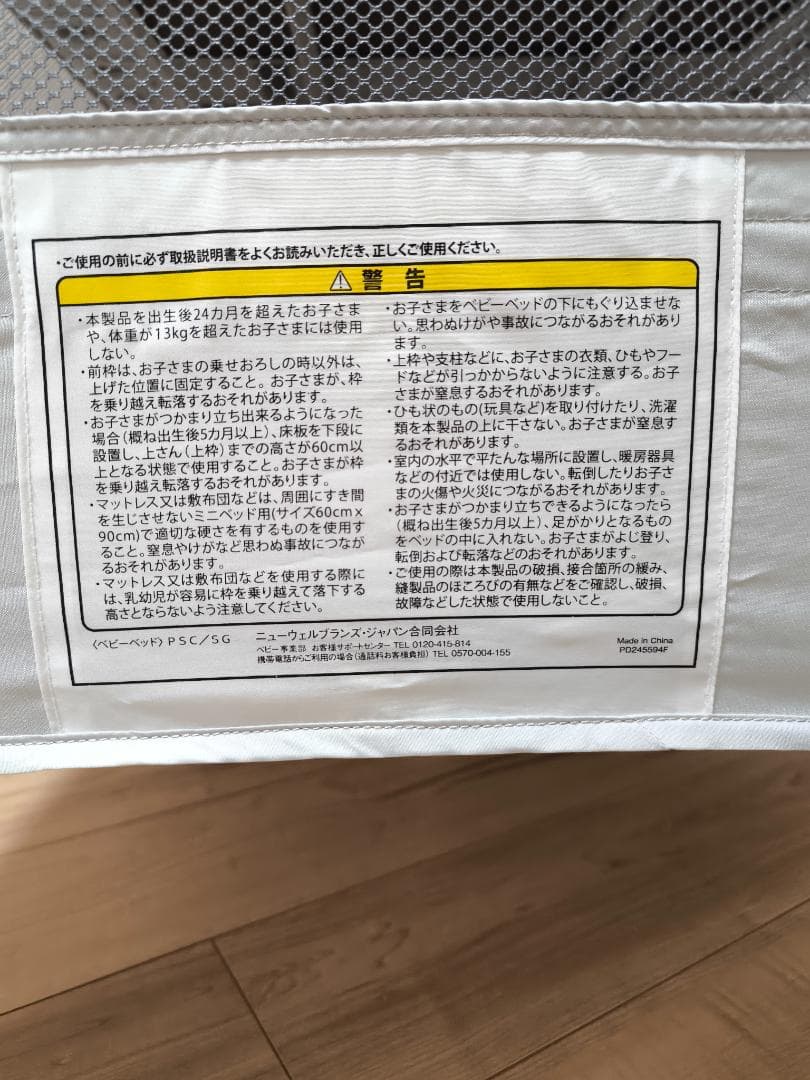 ・ご使用の前に必ず取扱説明書をよくお読みいただき、正しくご使用ください。
警告
・本製品を出生後24カ月を超えたお子さま
や、体重が13kgを超えたお子さまには使用
しない。
・前枠は、お子さまの乗せおろしの時以外は、
上げた位置に固定すること。お子さまが、枠
を乗り越え転落するおそれがあります。
・お子さまがつかまり立ち出来るようになった
場合(概ね出生後5カ月以上)、床板を下段に
設置し、上さん(上枠)までの高さが60cm以
上となる状態で使用すること。お子さまが枠
を乗り越え転落するおそれがあります。
・マットレス又は敷布団などは、周囲にすき間
を生じさせないミニベッド用(サイズ60cm×
90cm)で適切な硬さを有するものを使用す
ること。窒息やけがなど思わぬ事故につなが
るおそれがあります。
・マットレス又は敷布団などを使用する際に
は、乳幼児が容易に枠を乗り越えて落下する
高さとならないよう注意してください。
・お子さまをベビーベッドの下にもぐり込ませな
い。思わぬけがや事故につながるおそれがあり
ます。
・上枠や支柱などに、お子さまの衣類、ひもやフー
ドなどが引っかからないように注意する。お子
さまが窒息するおそれがあります。
・ひも状のもの(玩具など)を取り付けたり、洗濯
類を本製品の上に干さない。お子さまが窒息す
るおそれがあります。
・室内の水平で平たんな場所に設置し、暖房器具
などの付近では使用しない。転倒したりお子さ
まの火傷や火災につながるおそれがあります。
・お子さまがつかまり立ちできるようになったら
(概ね出生後5カ月以上)、足がかりとなるもの
をベッドの中に入れない。お子さまがよじ登り、
転倒および転落などのおそれがあります。
・ご使用の際は本製品の破損、接合箇所の緩み、
縫製品のほころびの有無などをご確認し、破損、
故障などした状態で使用しないこと。
〈ベビーベッド〉PSC/SG
ニューウェルブランズ・ジャパン合同会社
ベビー事業部 お客様サポートセンター TEL 0120-415-814
携帯電話からご利用の場合(通話料お客様負担) TEL 0570-004-155
Made in China
PD245594F